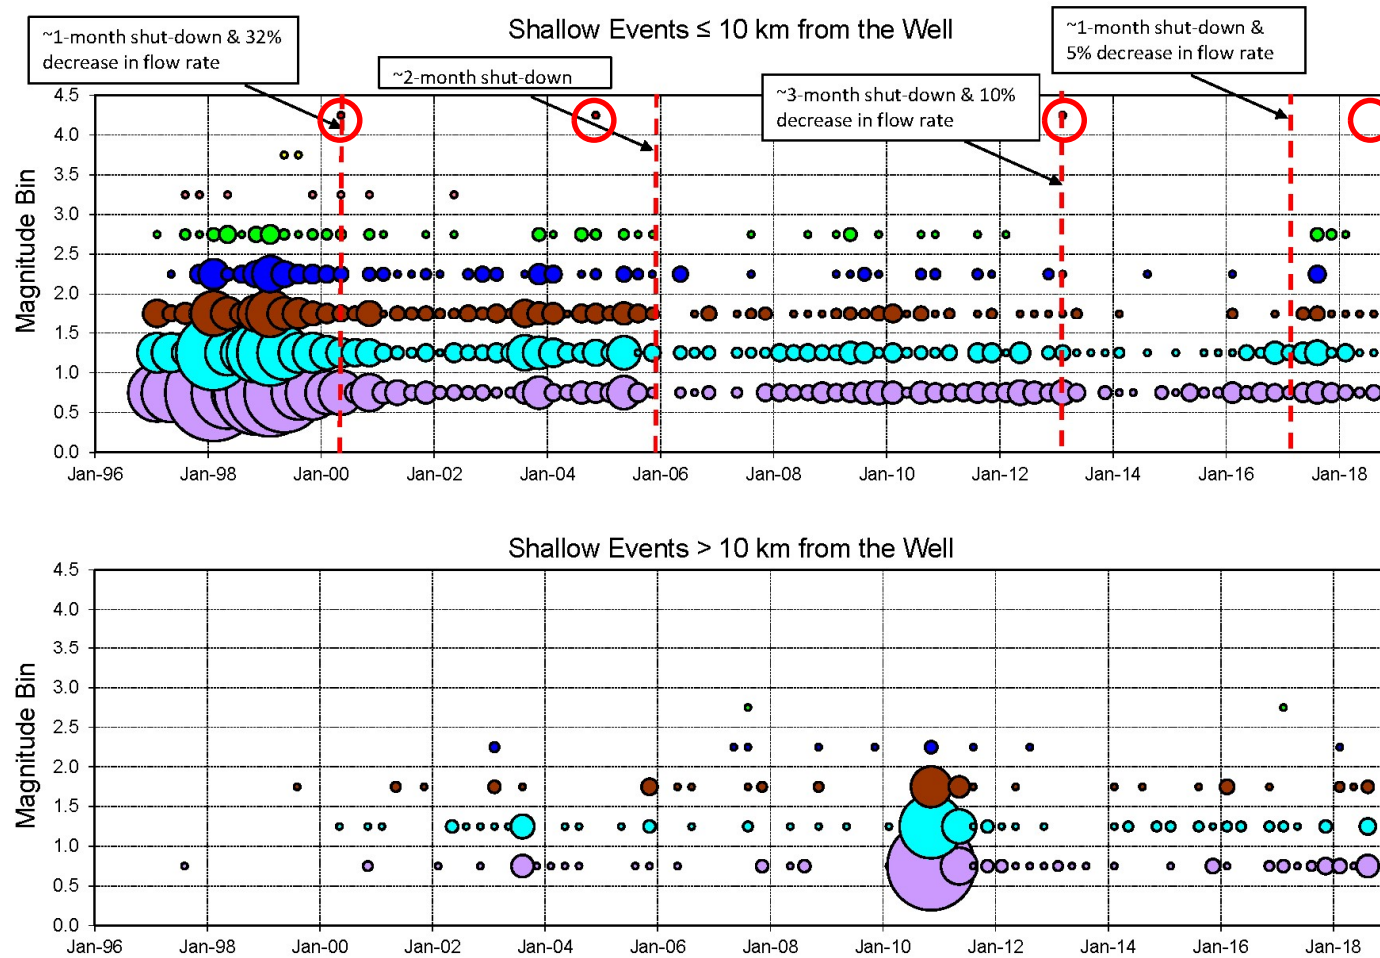 Shallow Events ≤ 10 km from the Well
~1-month shut-down & 32%
decrease in flow rate
~2-month shut-down
~3-month shut-down & 10%
decrease in flow rate
~1-month shut-down &
5% decrease in flow rate
Magnitude Bin
4.5
4.0
3.5
3.0
2.5
2.0
1.5
1.0
0.5
0.0
Jan-96 Jan-98 Jan-00 Jan-02 Jan-04 Jan-06 Jan-08 Jan-10 Jan-12 Jan-14 Jan-16 Jan-18
Shallow Events > 10 km from the Well
Magnitude Bin
4.5
4.0
3.5
3.0
2.5
2.0
1.5
1.0
0.5
0.0
Jan-96 Jan-98 Jan-00 Jan-02 Jan-04 Jan-06 Jan-08 Jan-10 Jan-12 Jan-14 Jan-16 Jan-18